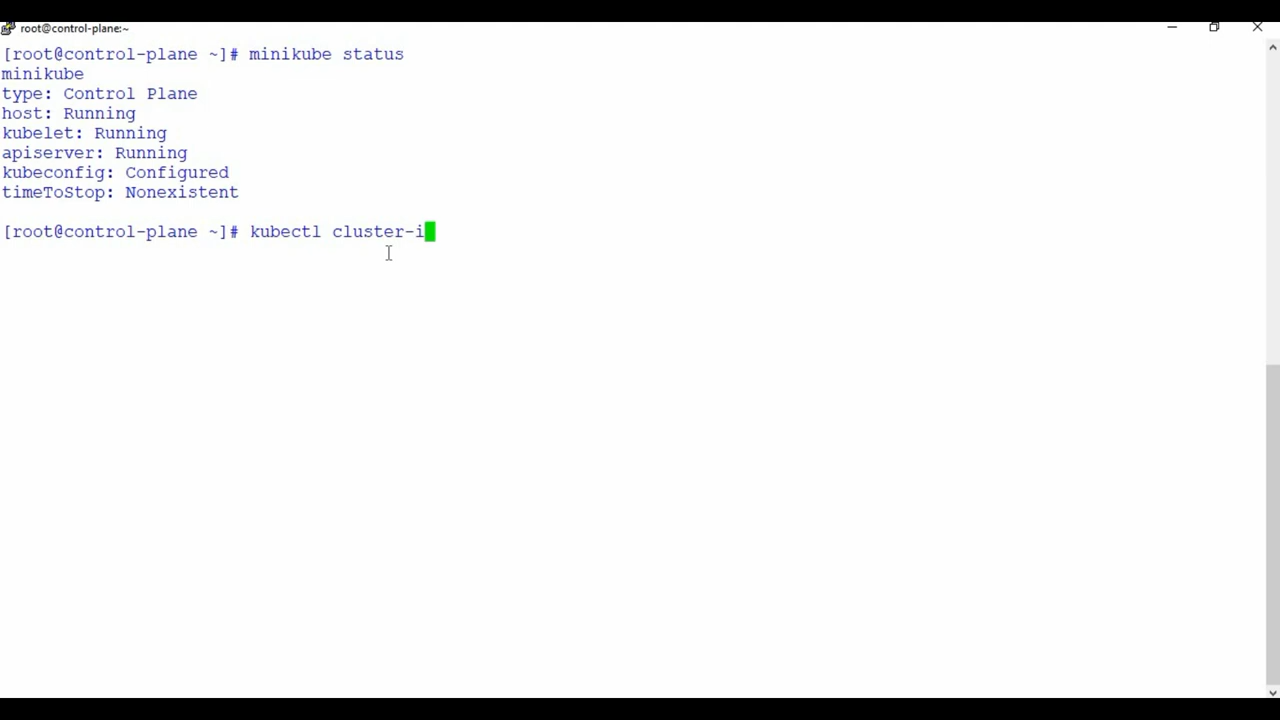 root@control-plane:~
[root@control-plane ~]# minikube status
minikube
type: Control Plane
host: Running
kubelet: Running
apiserver: Running
kubeconfig: Configured
timeToStop: Nonexistent
[root@control-plane ~]# kubectl cluster-i